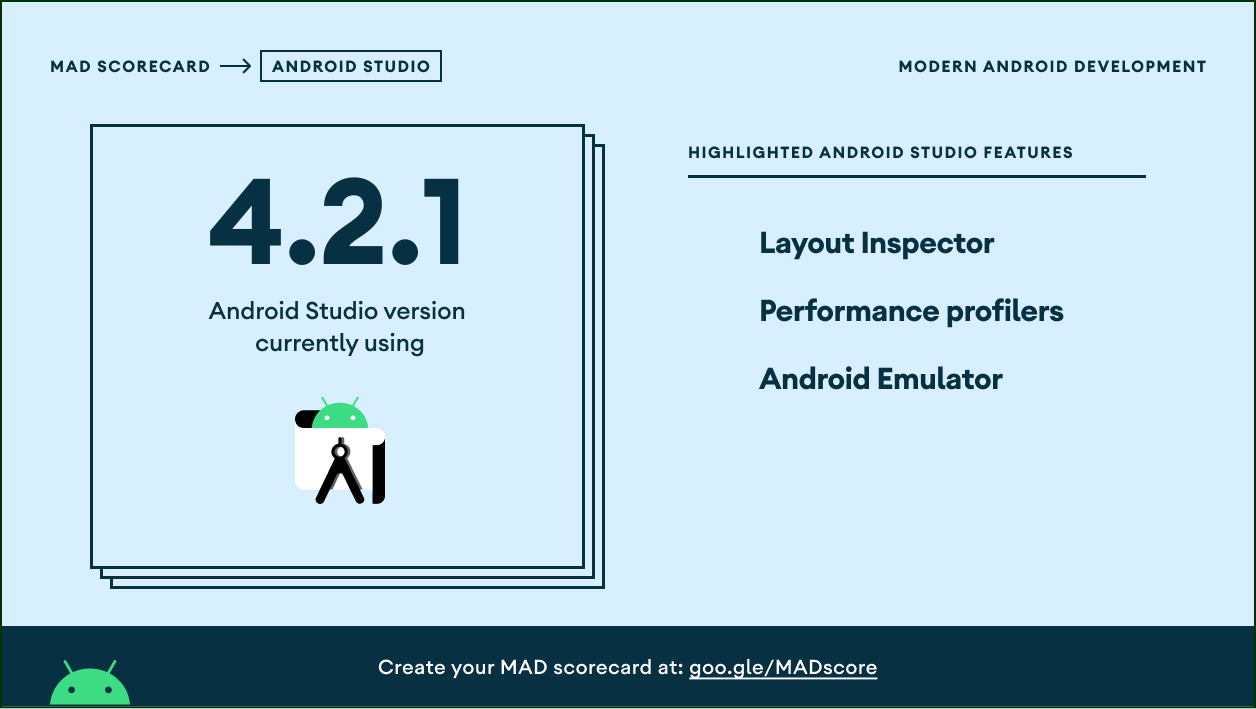 MAD SCORECARD → ANDROID STUDIO
MODERN ANDROID DEVELOPMENT
4.2.1
Android Studio version
currently using
HIGHLIGHTED ANDROID STUDIO FEATURES
Layout Inspector
Performance profilers
Android Emulator
Create your MAD scorecard at: goo.gle/MADscore